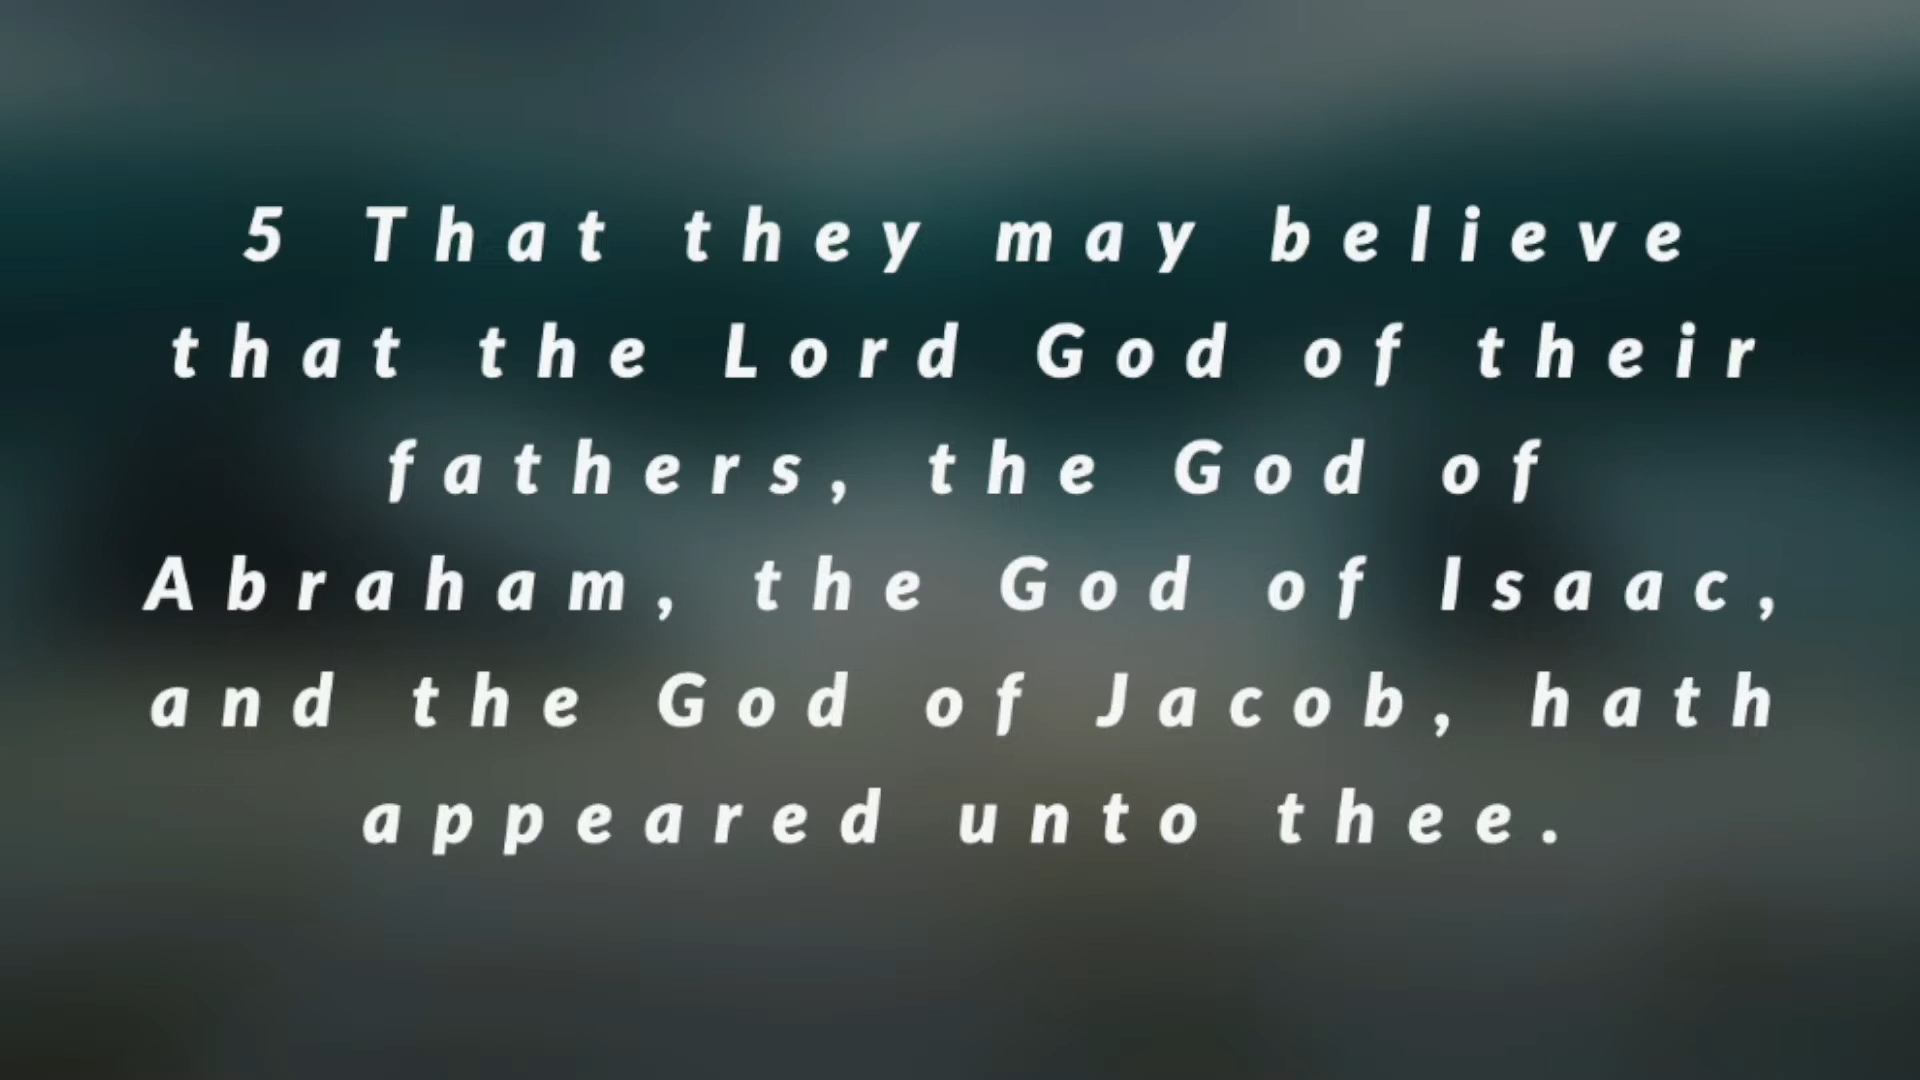 5 That they may believe
that the Lord God of their
fathers, the God of
Abraham, the God of Isaac,
and the God of Jacob, hath
appeared unto thee.